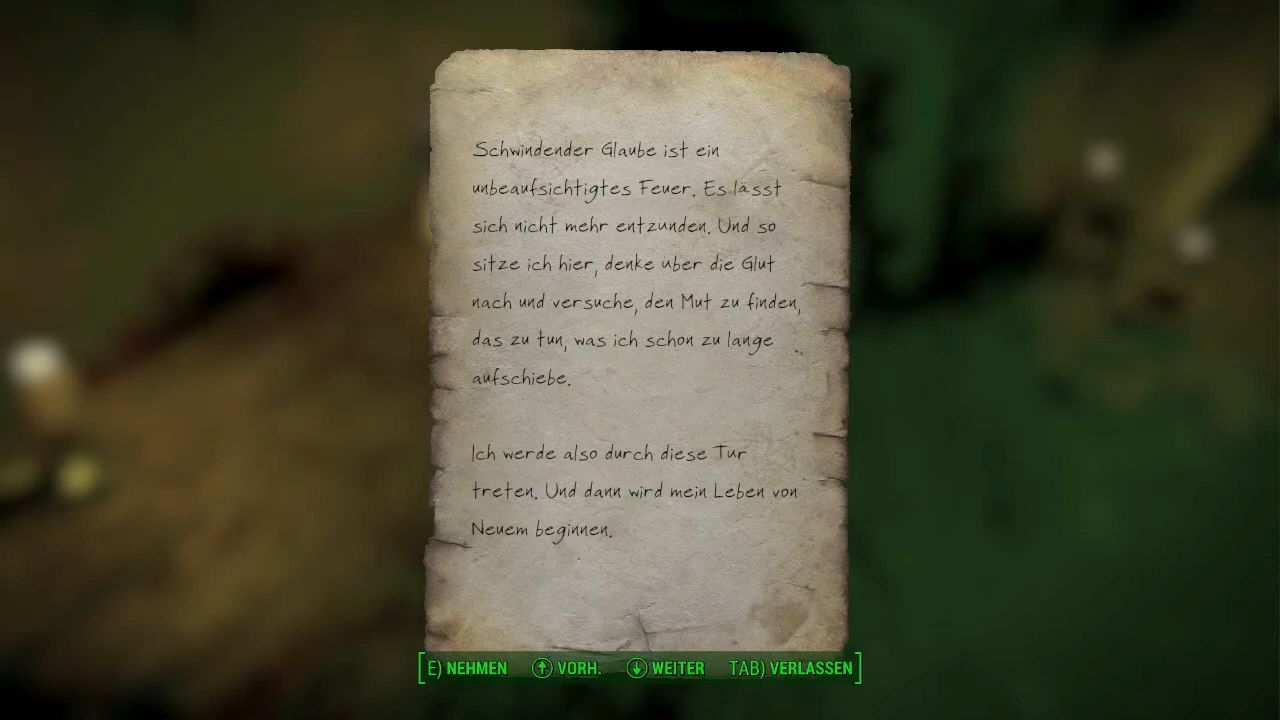 Schwindender Glaube ist ein
unbeaufsichtigtes Feuer. Es lässt
sich nicht mehr entzünden. Und so
sitze ich hier, denke über die Glut
nach und versuche, den Mut zu finden,
das zu tun, was ich schon zu lange
aufschiebe.
Ich werde also durch diese Tür
treten. Und dann wird mein Leben von
Neuem beginnen.
E) NEHMEN VORH. WEITER TAB) VERLASSEN